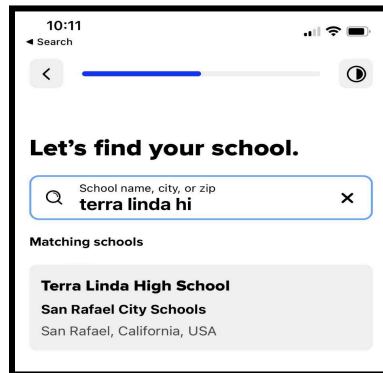 10:11
◄ Search
Let's find your school.
School name, city, or zip
terra linda hi
Matching schools
Terra Linda High School
San Rafael City Schools
San Rafael, California, USA